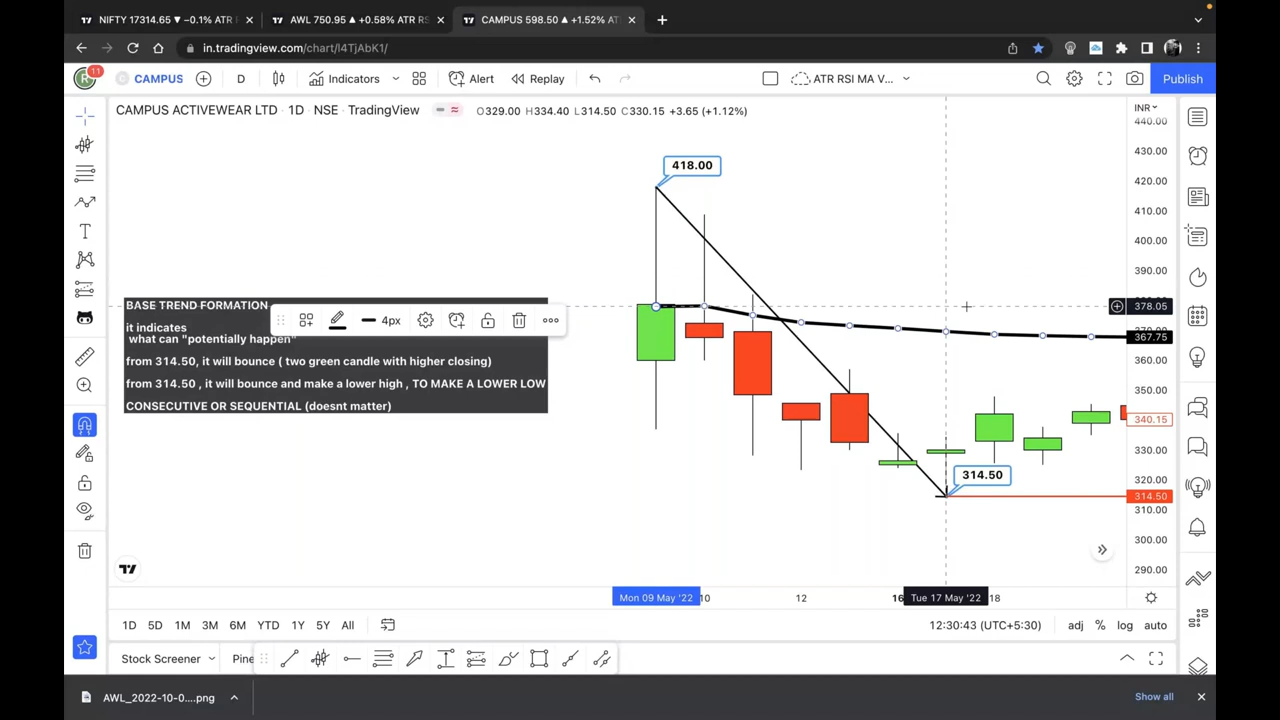 NIFTY 17314.65 ▼ −0.1% ATR
AWL 750.95 ▲ +0.58% ATR RS
CAMPUS 598.50 ▲ +1.52% AT
in.tradingview.com/chart/I4TjAbK1/
11
CAMPUS
D
Indicators
Alert
Replay
ATR RSI MA V...
Publish
CAMPUS ACTIVEWEAR LTD · 1D · NSE · TradingView
O329.00 H334.40 L314.50 C330.15 +3.65 (+1.12%)
INR
440.00
430.00
420.00
410.00
400.00
390.00
378.05
367.75
360.00
350.00
340.15
330.00
320.00
314.50
310.00
300.00
290.00
418.00
314.50
BASE TREND FORMATION
it indicates
what can "potentially happen"
from 314.50, it will bounce ( two green candle with higher closing)
from 314.50 , it will bounce and make a lower high , TO MAKE A LOWER LOW
CONSECUTIVE OR SEQUENTIAL (doesnt matter)
4px
Mon 09 May '22
10
12
16
Tue 17 May '22
18
1D 5D 1M 3M 6M YTD 1Y 5Y All
12:30:43 (UTC+5:30)
adj % log auto
Stock Screener
Pine
AWL_2022-10-0....png
Show all